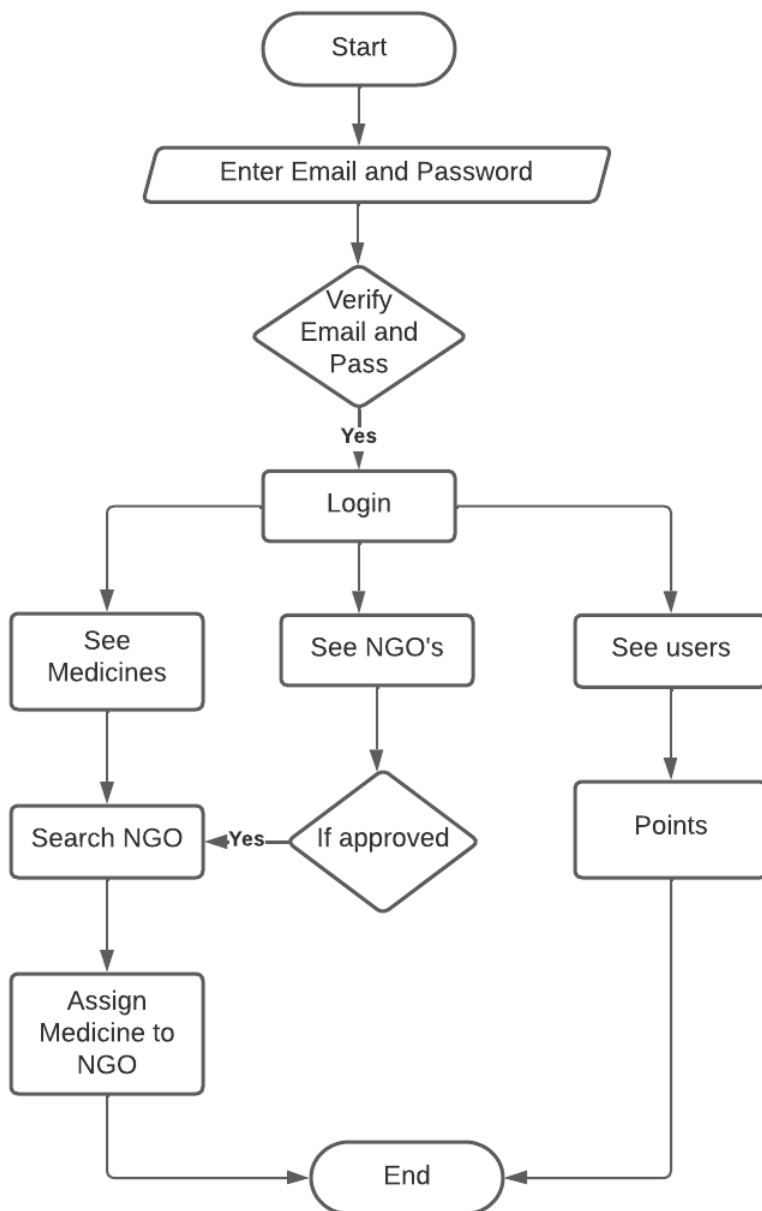 Start
Enter Email and Password
Verify
Email and
Pass
Yes
Login
See
Medicines
See NGO's
See users
Search NGO
Yes
If approved
Points
Assign
Medicine to
NGO
End